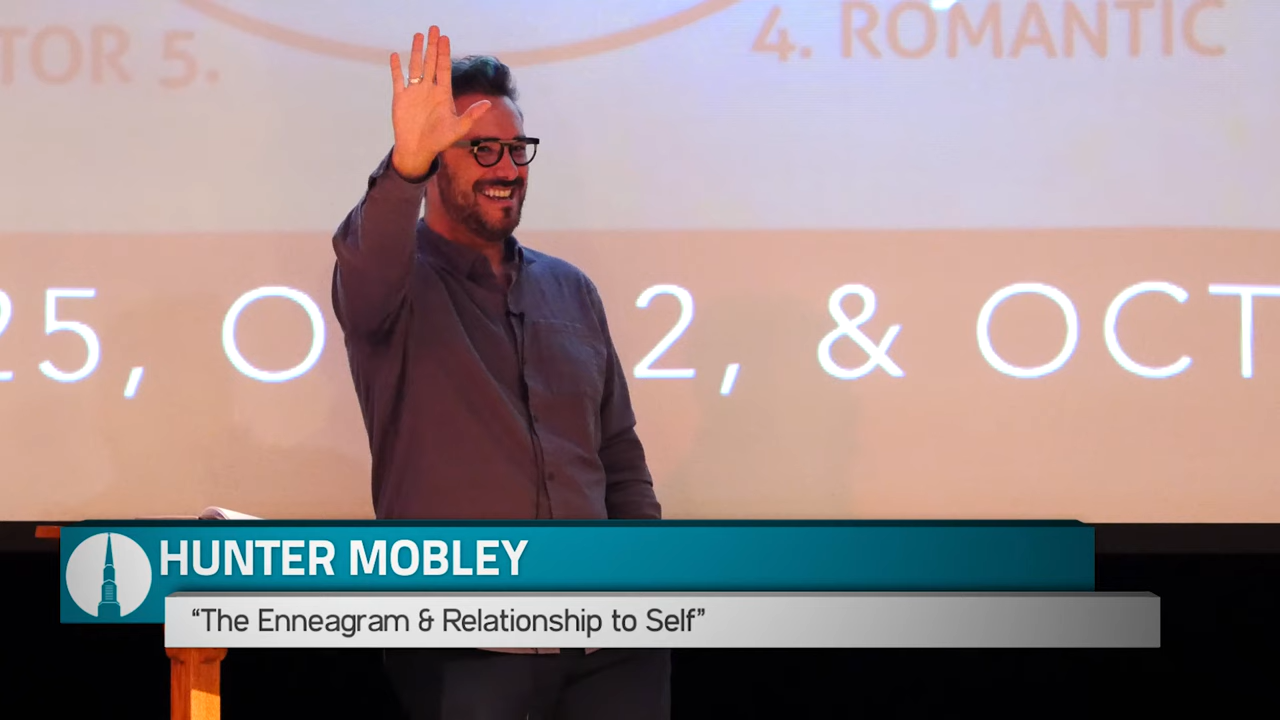 TOR 5.
4. ROMANTIC
25, O 2, & OCT
HUNTER MOBLEY
“The Enneagram & Relationship to Self”